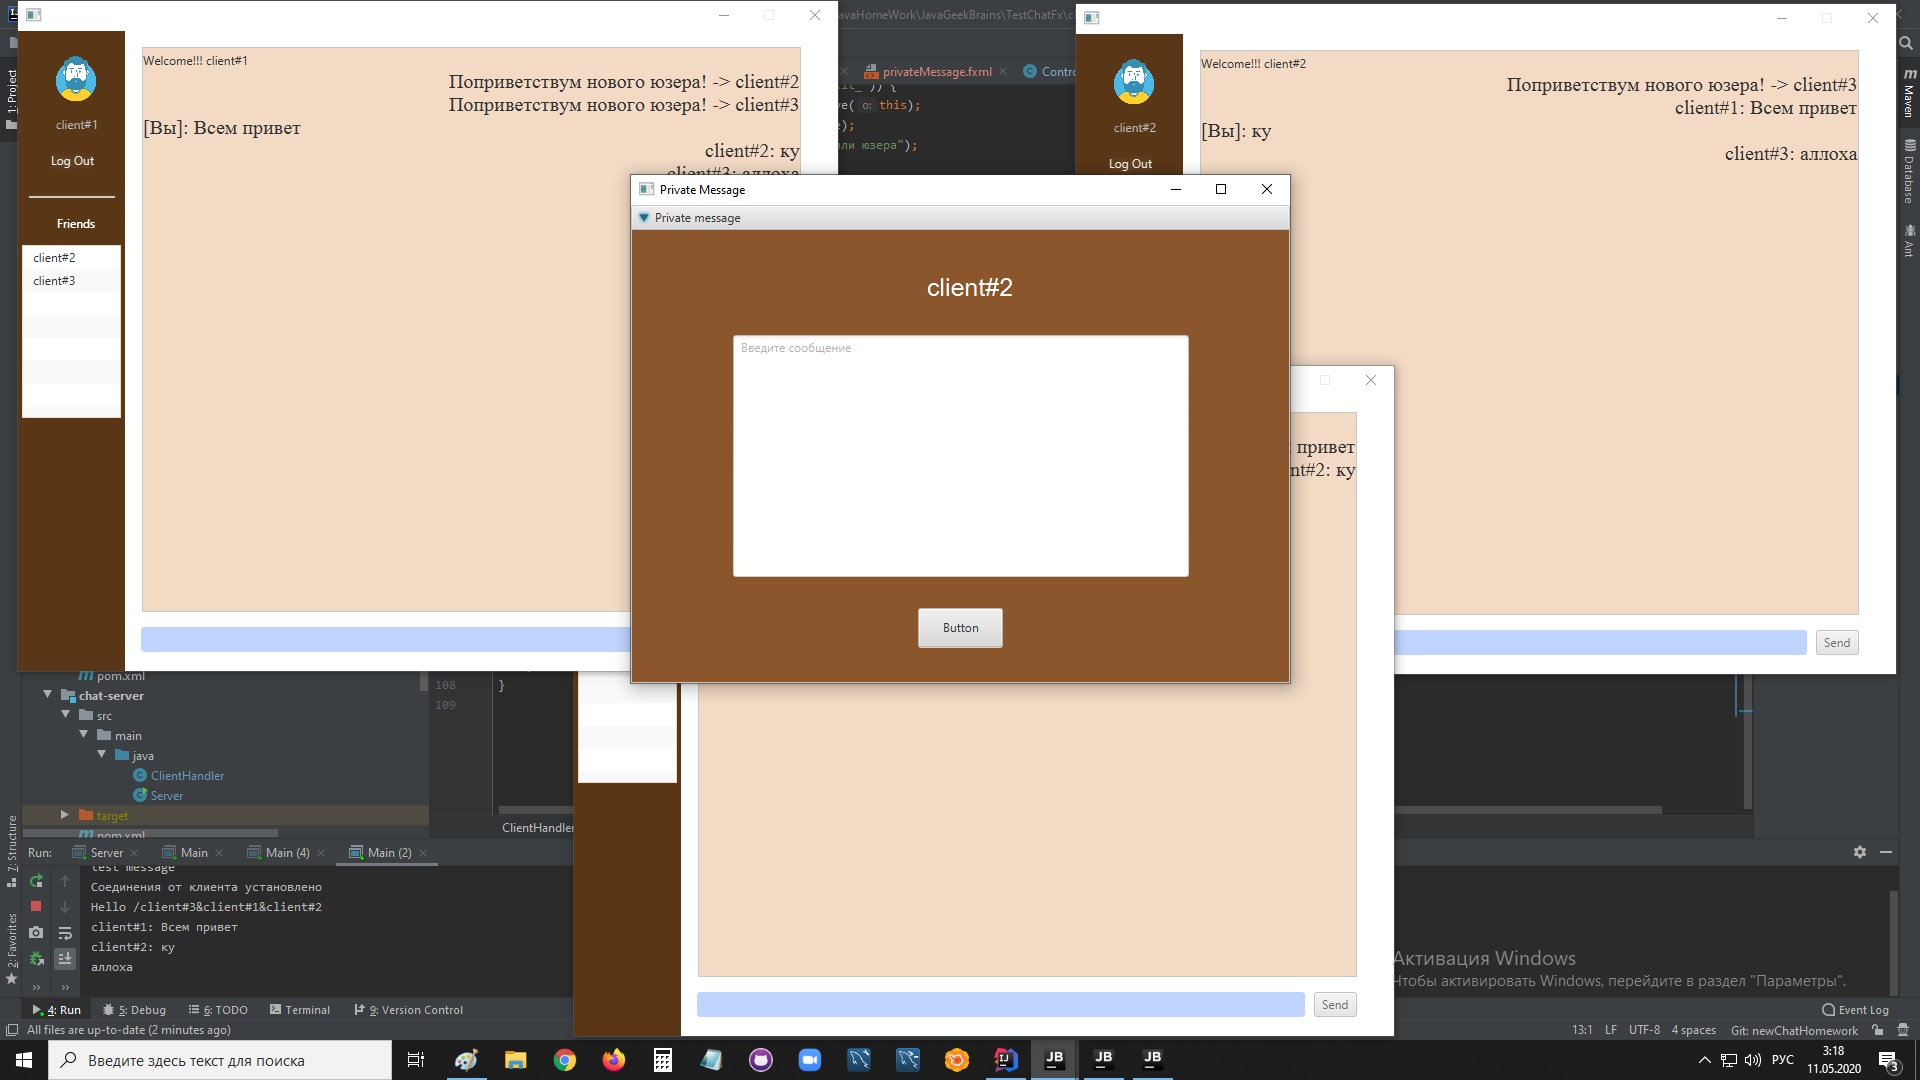 Welcome!!! client#1
Поприветствум нового юзера! -> client#2
Поприветствум нового юзера! -> client#3
[Вы]: Всем привет
client#2: ку
client#3: аллоха
client#1
Log Out
Friends
client#2
client#3
avaHomeWork\JavaGeekBrains\TestChatFx\c
privateMessage.fxml
Contro
ve( o: this);
);
ли юзера");
Welcome!!! client#2
Поприветствум нового юзера! -> client#3
client#1: Всем привет
[Вы]: ку
client#3: аллоха
client#2
Log Out
Send
Private Message
Private message
client#2
Введите сообщение
Button
привет
nt#2: ку
Send
1: Project
Maven
Database
Ant
pom.xml
chat-server
src
main
java
ClientHandler
Server
target
pom.xml
108 }
109
ClientHandler
7: Structure
2: Favorites
Run: Server Main Main (4) Main (2)
test message
Соединения от клиента установлено
Hello /client#3&client#1&client#2
client#1: Всем привет
client#2: ку
аллоха
Активация Windows
Чтобы активировать Windows, перейдите в раздел "Параметры".
4: Run 5: Debug 6: TODO Terminal 9: Version Control Event Log
All files are up-to-date (2 minutes ago) 13:1 LF UTF-8 4 spaces Git: newChatHomework
Введите здесь текст для поиска
JB JB JB
РУС
3:18
11.05.2020
3